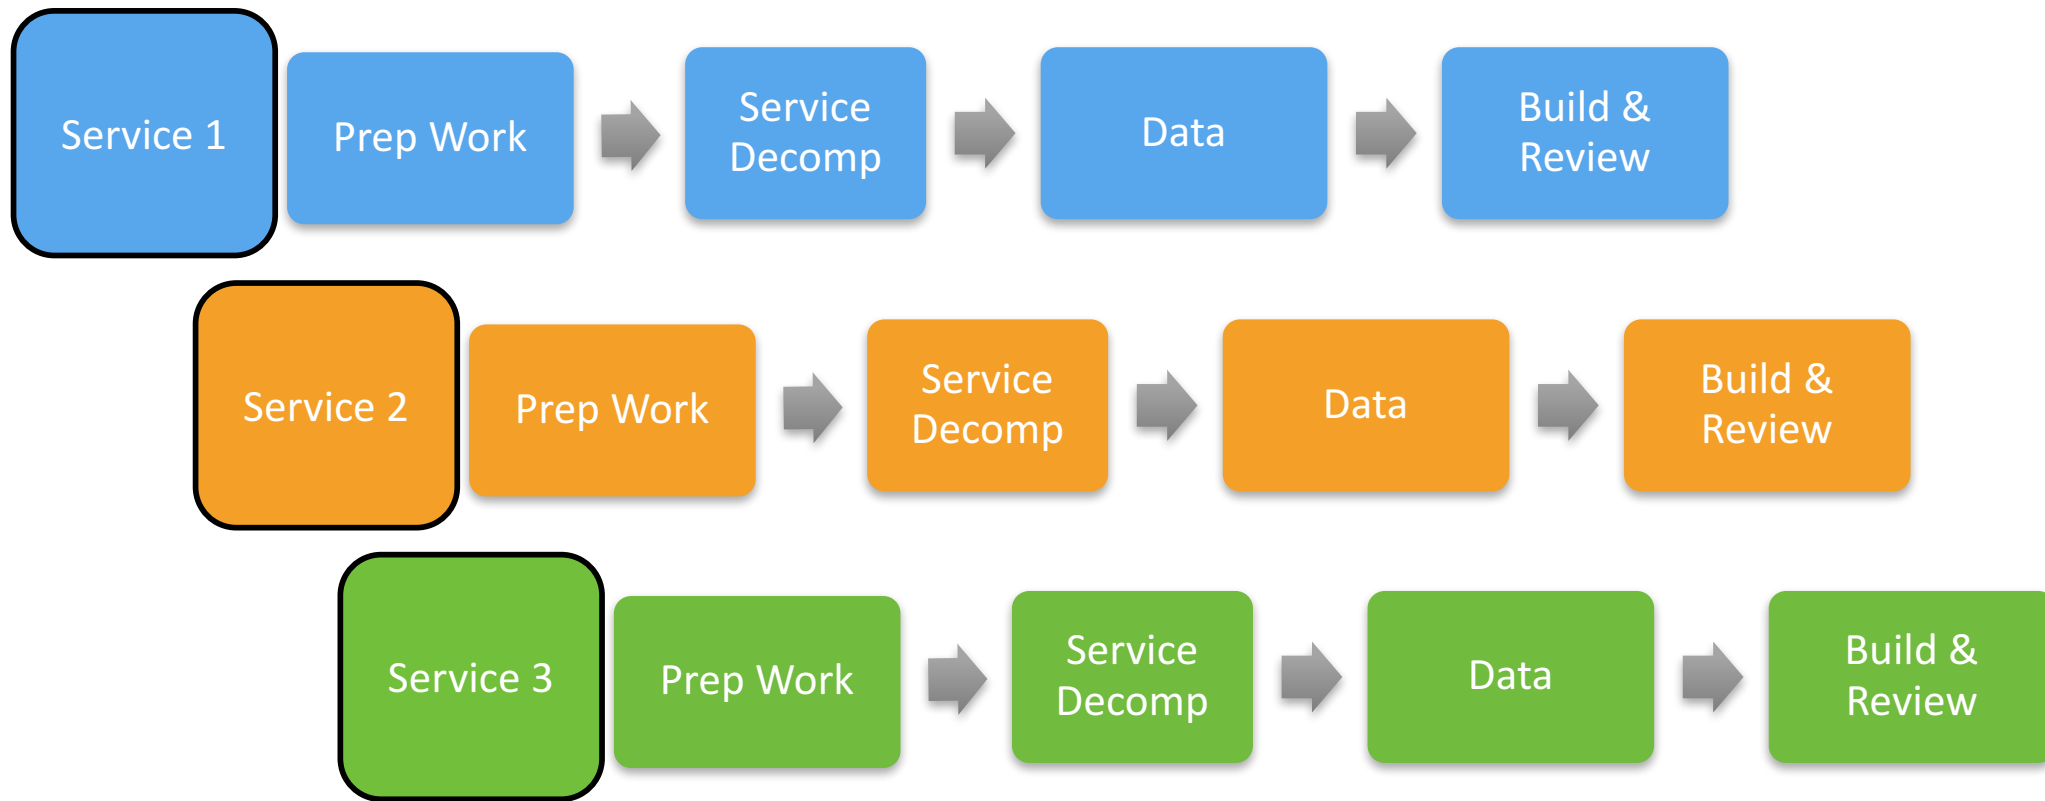 Service 1
Prep Work
Service
Decomp
Data
Build &
Review
Service 2
Prep Work
Service
Decomp
Data
Build &
Review
Service 3
Prep Work
Service
Decomp
Data
Build &
Review